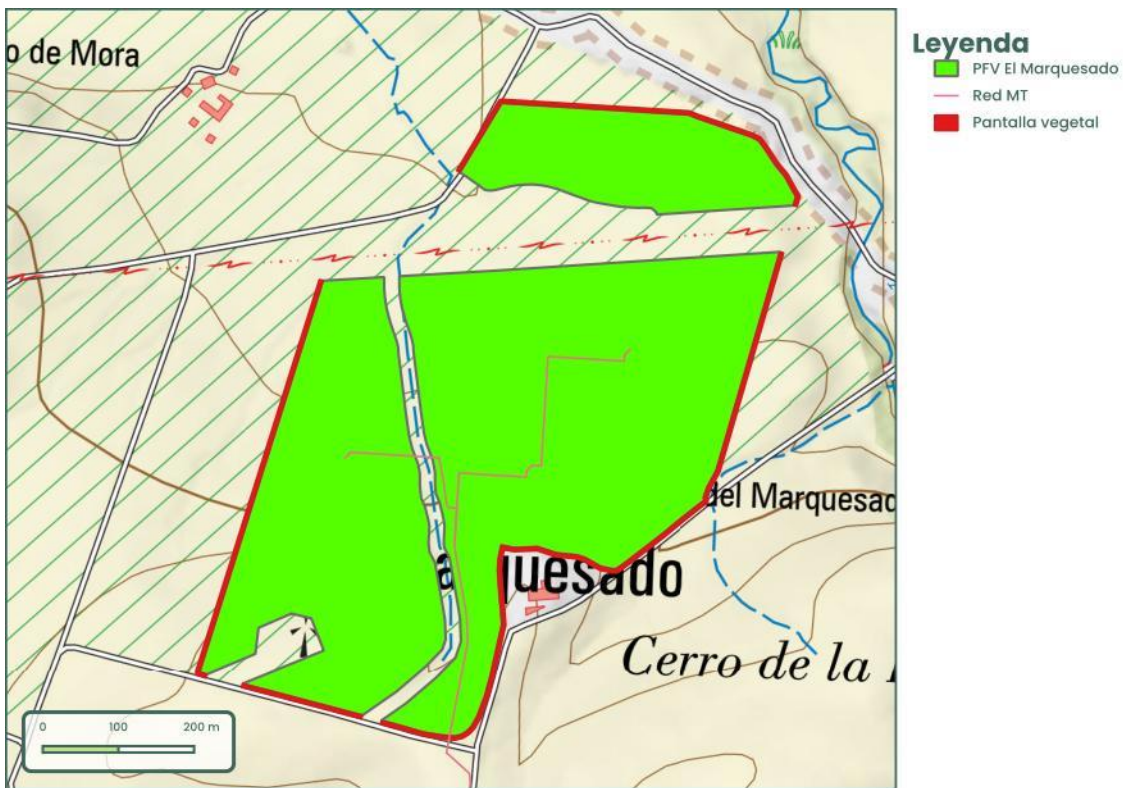 o de Mora
Leyenda
PFV El Marquesado
Red MT
Pantalla vegetal
del Marquesad
quesado
Cerro de la
0 100 200 m